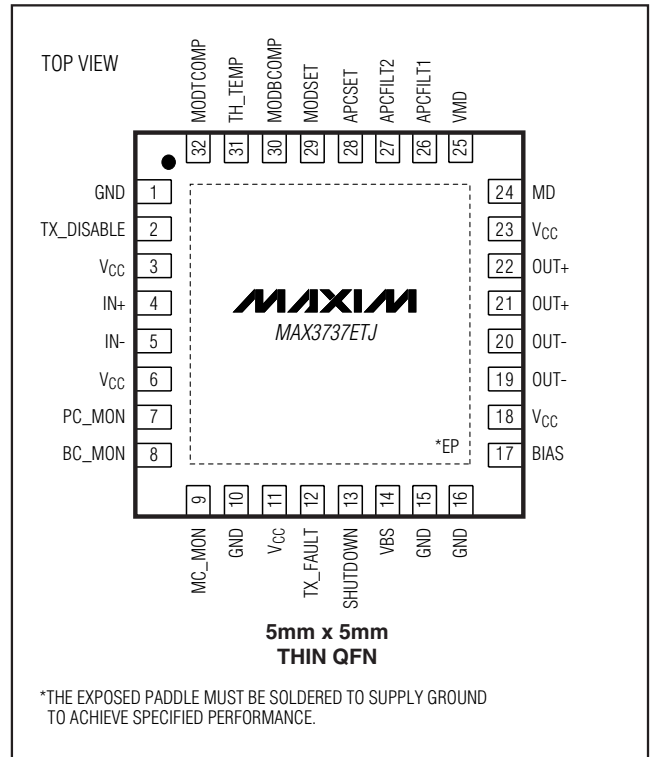 TOP VIEW
MODTCOMP
TH_TEMP
MODBCOMP
MODSET
APCSET
APCFILT2
APCFILT1
VMD
32
31
30
29
28
27
26
25
GND 1
TX_DISABLE 2
VCC 3
IN+ 4
IN- 5
VCC 6
PC_MON 7
BC_MON 8
24 MD
23 VCC
22 OUT+
21 OUT+
20 OUT-
19 OUT-
18 VCC
17 BIAS
MAXIM
MAX3737ETJ
*EP
9
10
11
12
13
14
15
16
MC_MON
GND
VCC
TX_FAULT
SHUTDOWN
VBS
GND
GND
5mm x 5mm
THIN QFN
*THE EXPOSED PADDLE MUST BE SOLDERED TO SUPPLY GROUND
TO ACHIEVE SPECIFIED PERFORMANCE.